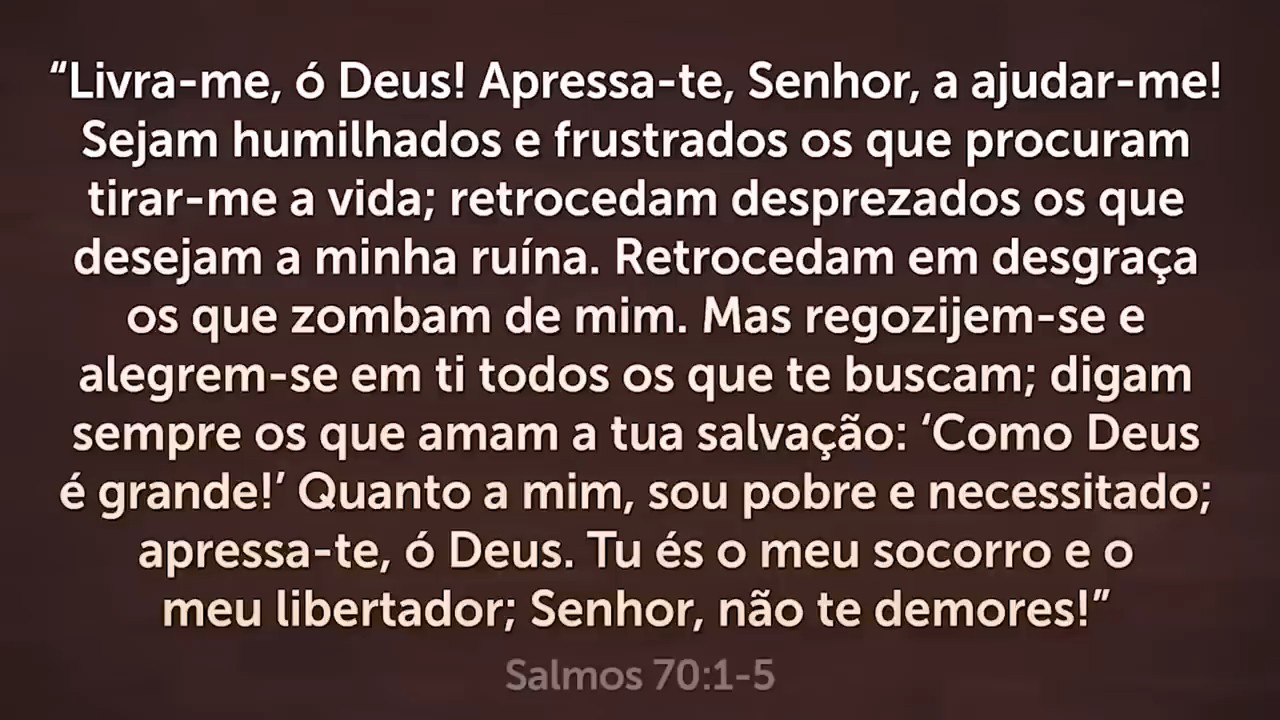 “Livra-me, ó Deus! Apressa-te, Senhor, a ajudar-me!
Sejam humilhados e frustrados os que procuram
tirar-me a vida; retrocedam desprezados os que
desejam a minha ruína. Retrocedam em desgraça
os que zombam de mim. Mas regozijem-se e
alegrem-se em ti todos os que te buscam; digam
sempre os que amam a tua salvação: ‘Como Deus
é grande!’ Quanto a mim, sou pobre e necessitado;
apressa-te, ó Deus. Tu és o meu socorro e o
meu libertador; Senhor, não te demores!”
Salmos 70:1-5